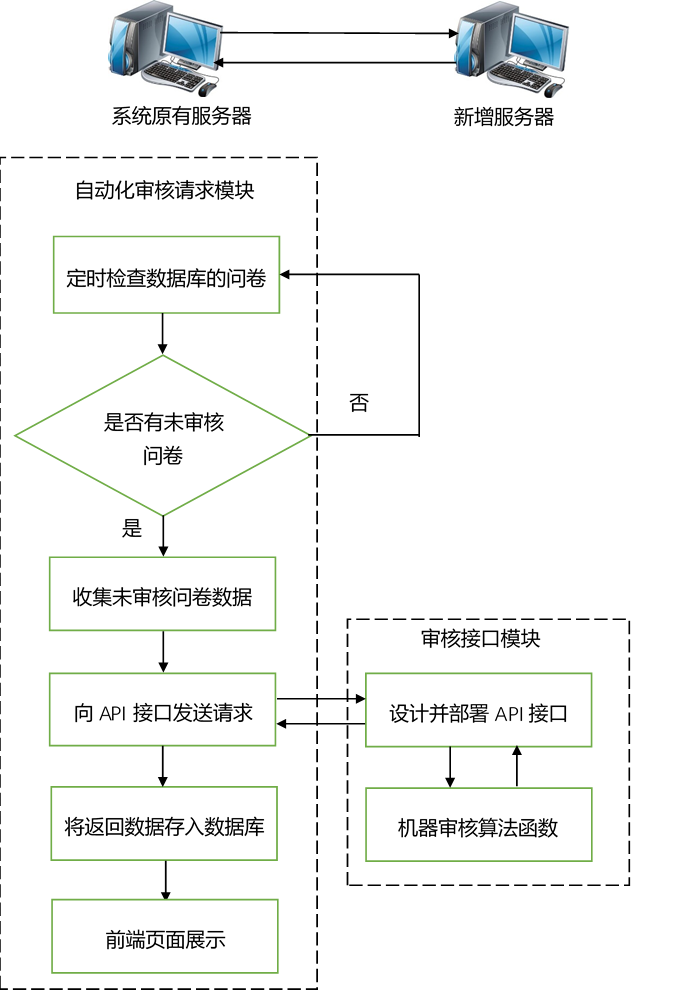 系统原有服务器
新增服务器
自动化审核请求模块
定时检查数据库的问卷
是否有未审核
问卷
否
是
收集未审核问卷数据
审核接口模块
向 API 接口发送请求
设计并部署 API 接口
将返回数据存入数据库
机器审核算法函数
前端页面展示